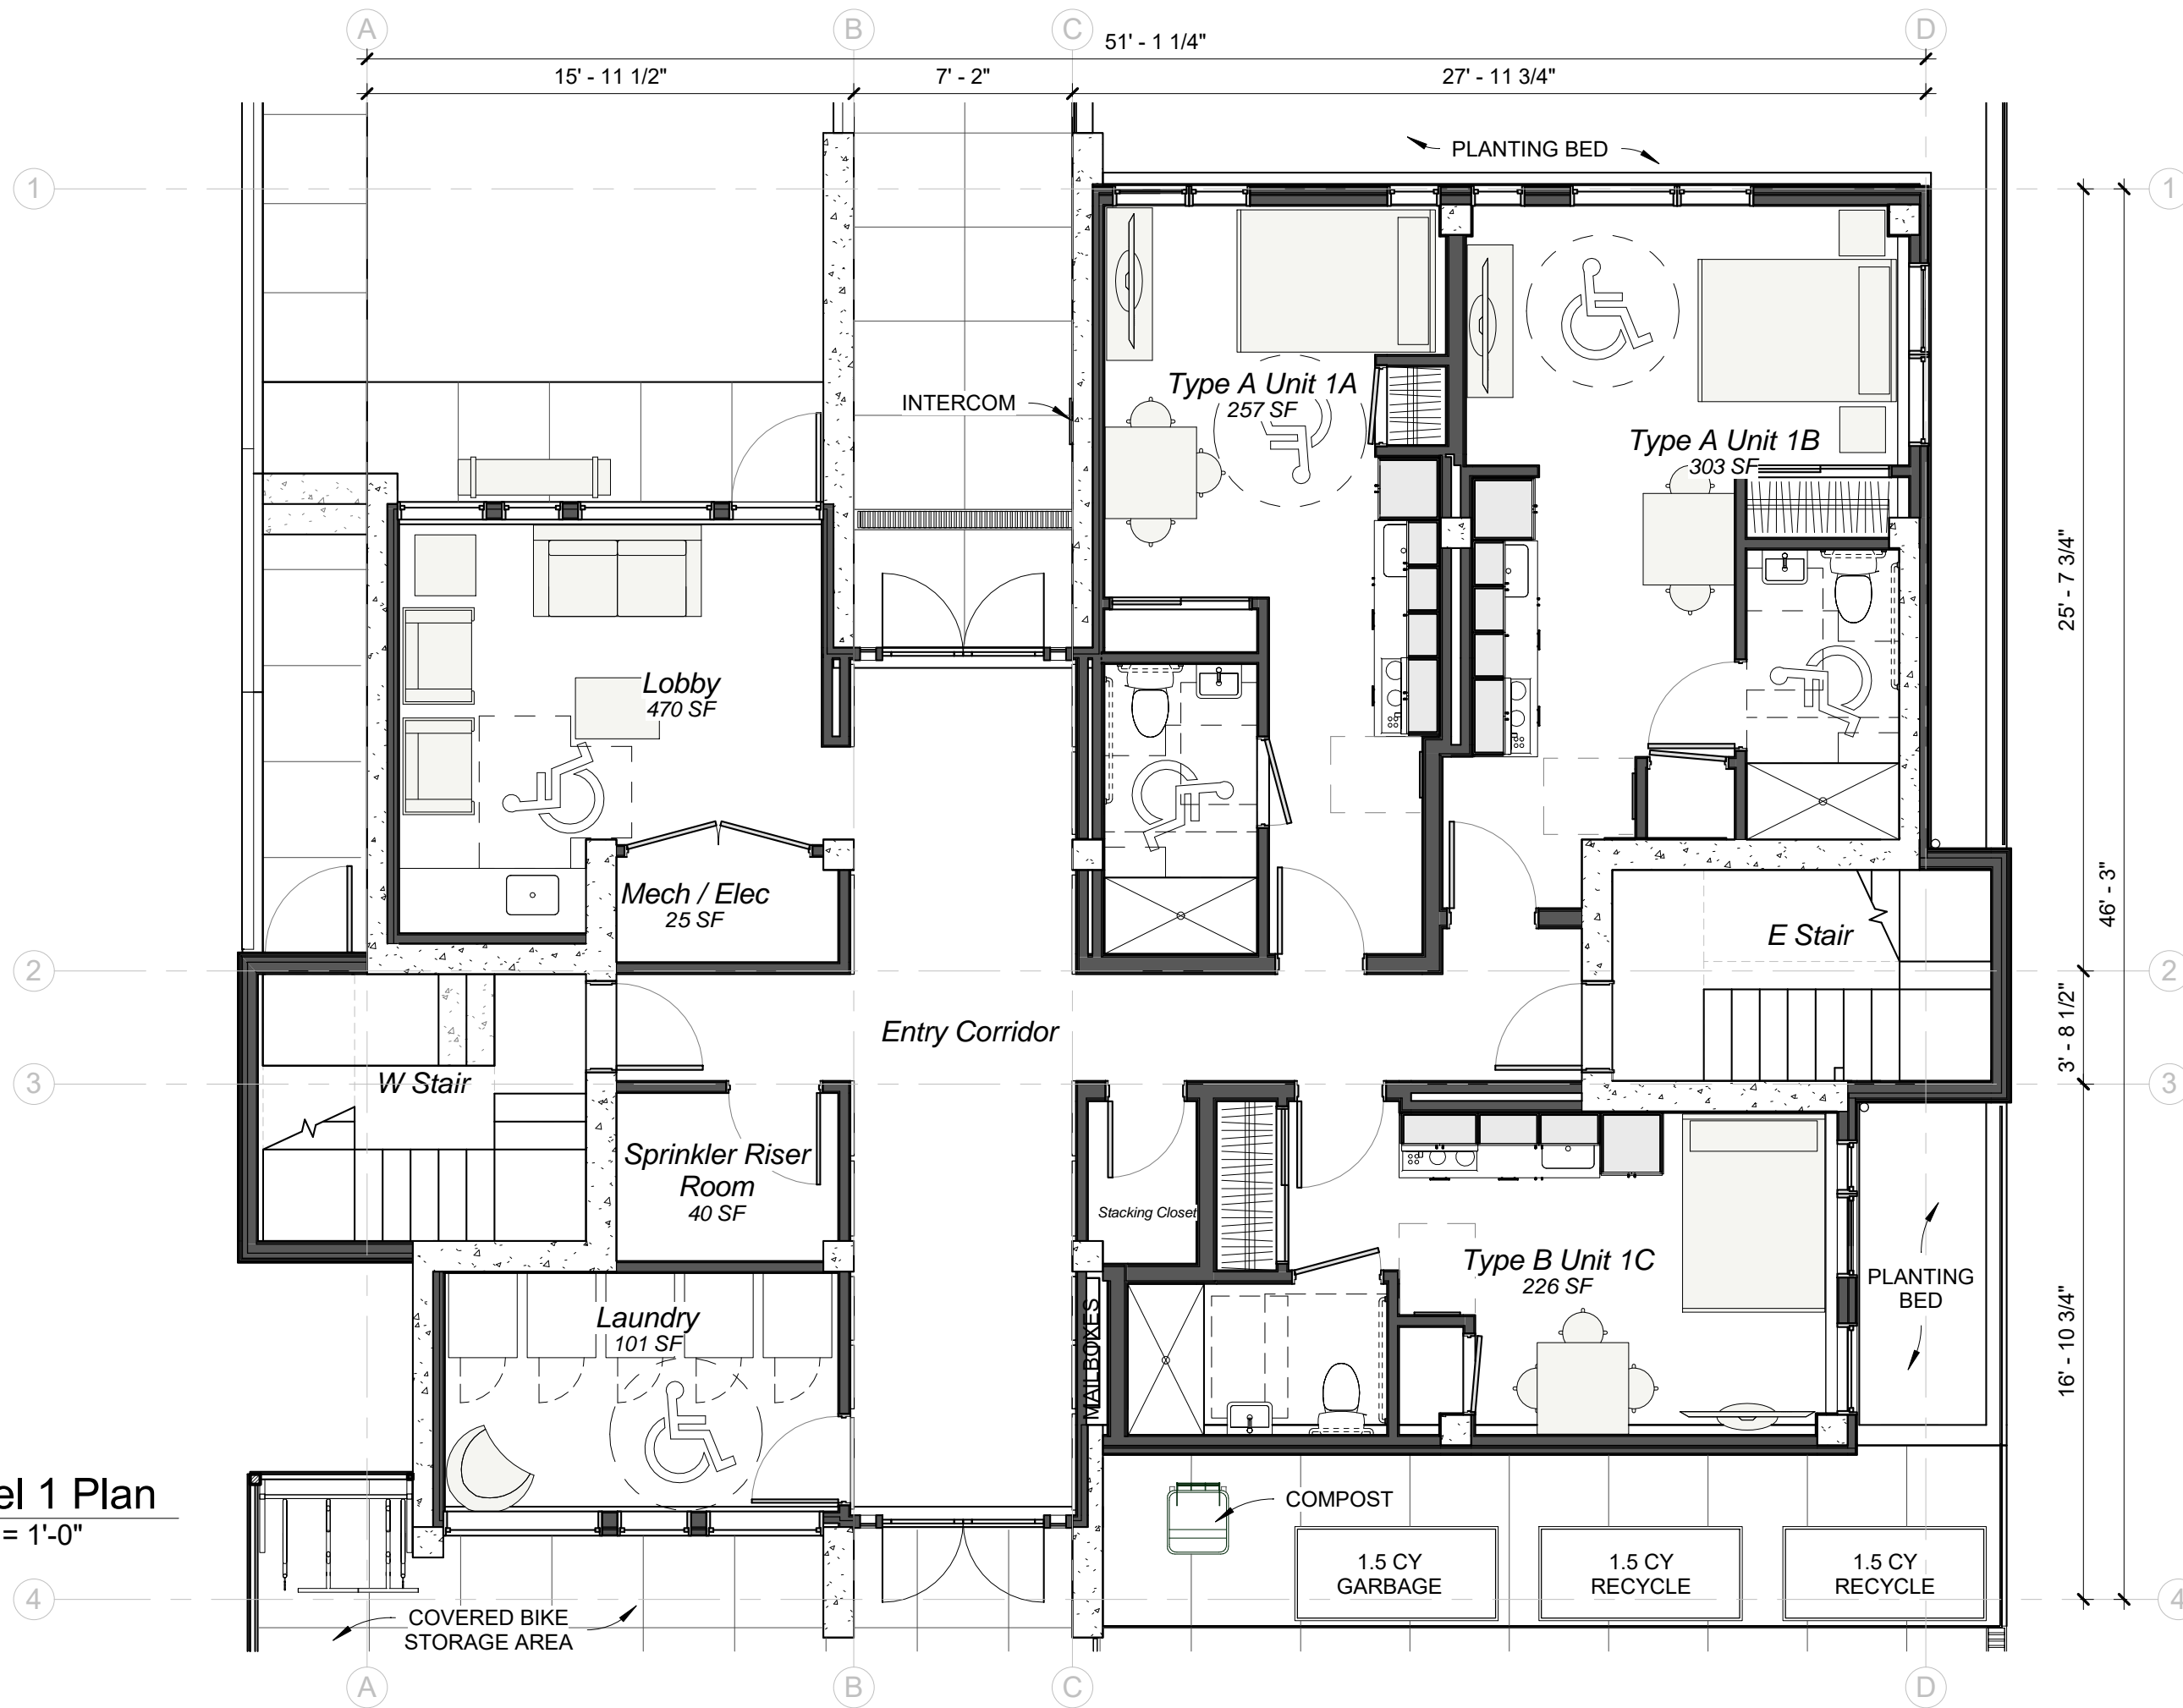 A
B
C
D
51' - 1 1/4"
15' - 11 1/2"
7' - 2"
27' - 11 3/4"
PLANTING BED
1
1
INTERCOM
Type A Unit 1A
257 SF
Type A Unit 1B
303 SF
25' - 7 3/4"
Lobby
470 SF
Mech / Elec
25 SF
46' - 3"
E Stair
2
2
Entry Corridor
3' - 8 1/2"
W Stair
3
3
Sprinkler Riser
Room
40 SF
Stacking Closet
Type B Unit 1C
226 SF
PLANTING
BED
Laundry
101 SF
MAILBOXES
16' - 10 3/4"
el 1 Plan
= 1'-0"
COMPOST
1.5 CY
GARBAGE
1.5 CY
RECYCLE
1.5 CY
RECYCLE
4
4
COVERED BIKE
STORAGE AREA
A
B
C
D